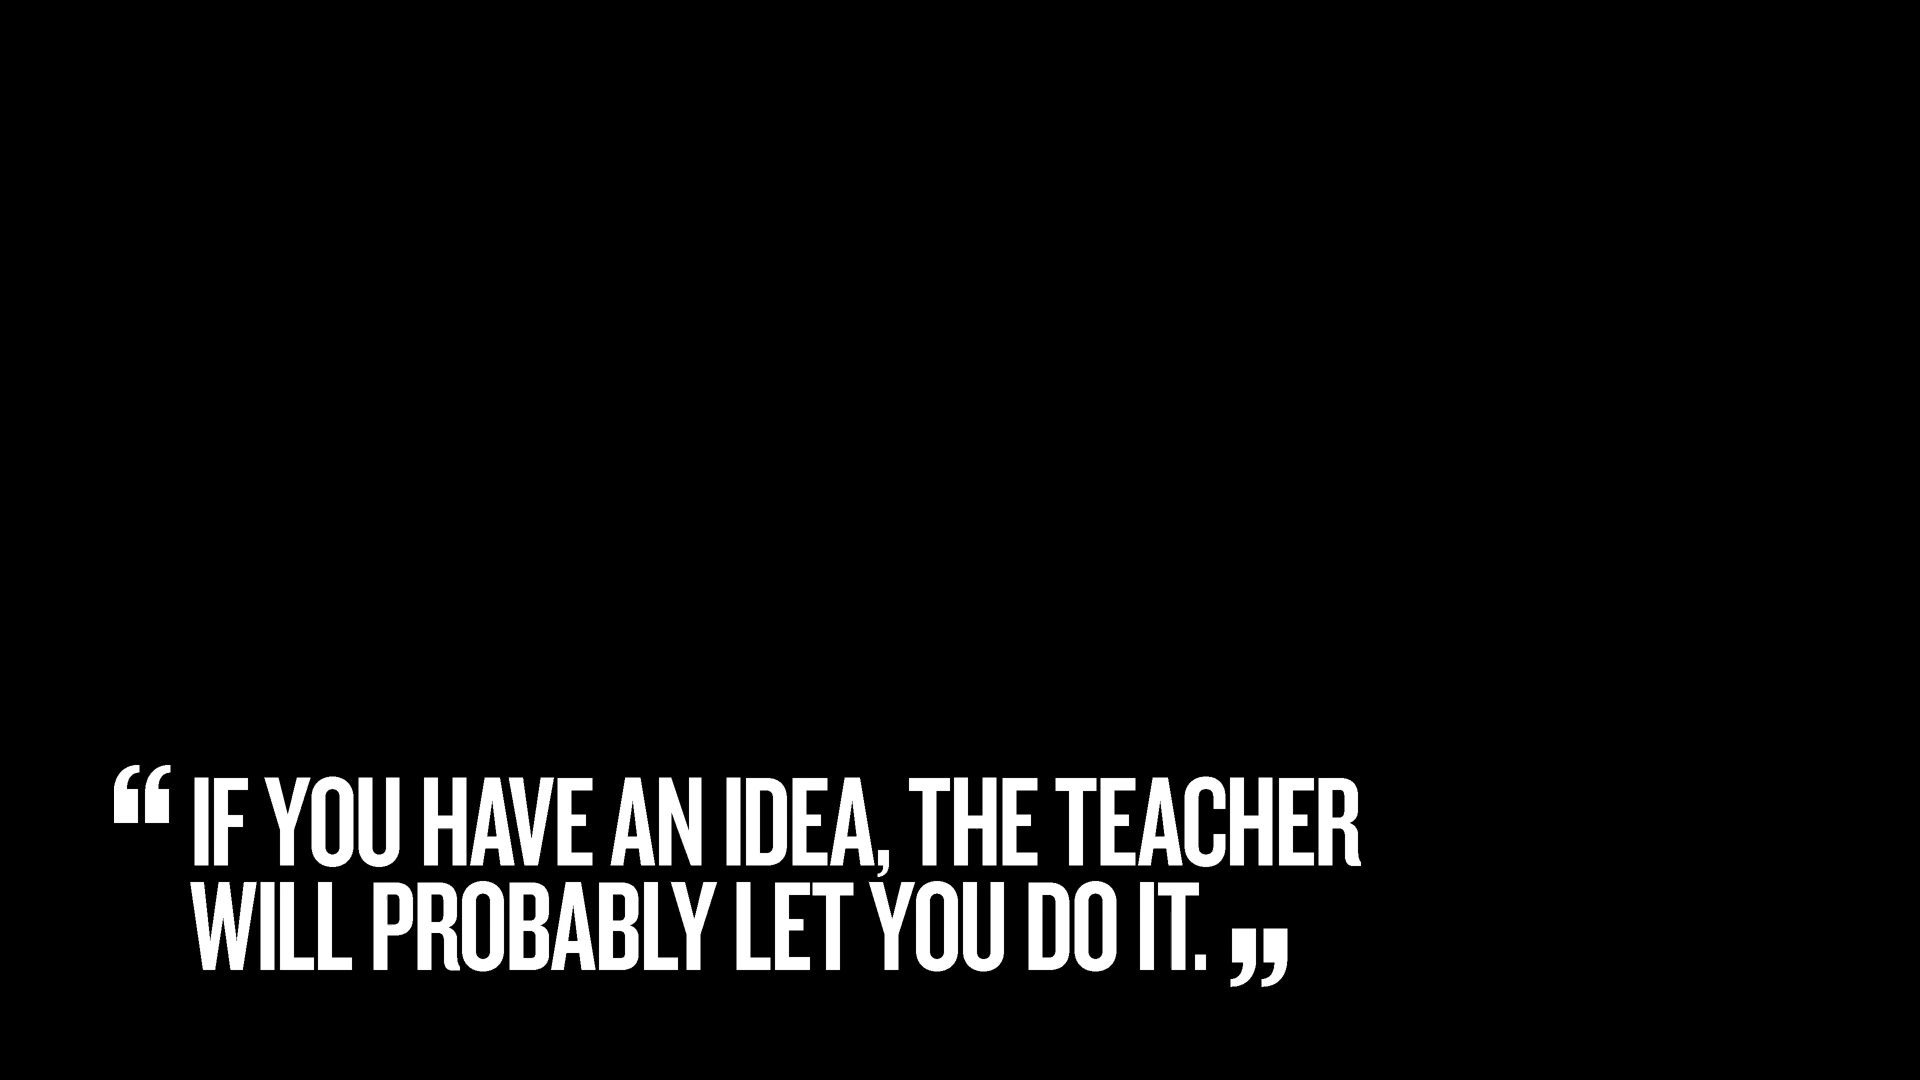 “ IF YOU HAVE AN IDEA, THE TEACHER
WILL PROBABLY LET YOU DO IT. ”